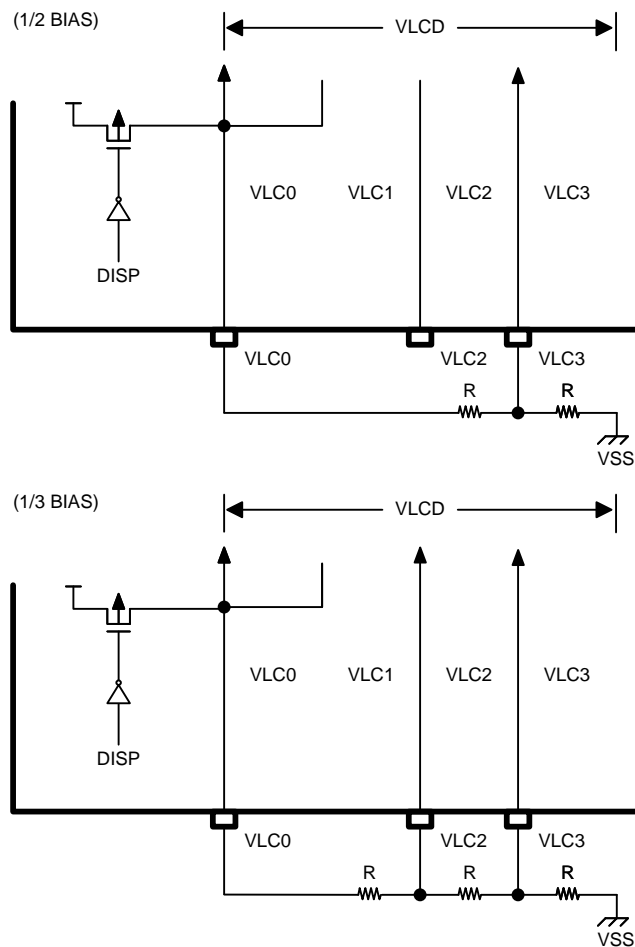 (1/2 BIAS)
VLCD
VLC0 VLC1 VLC2 VLC3
DISP
VLC0 VLC2 VLC3
R R
VSS
(1/3 BIAS)
VLCD
VLC0 VLC1 VLC2 VLC3
DISP
VLC0 VLC2 VLC3
R R R
VSS